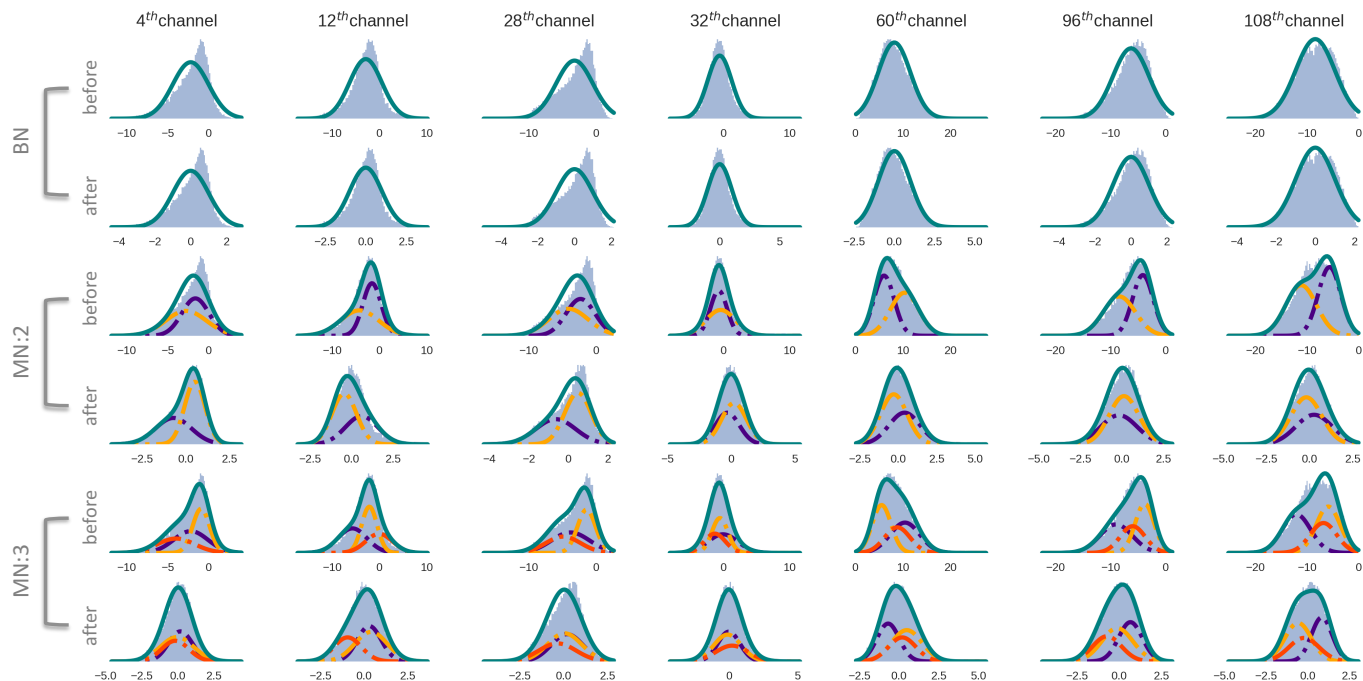 4thchannel 12thchannel 28thchannel 32thchannel 60thchannel 96thchannel 108thchannel
BN
before
−10 −5 0 −10 0 10 −10 0 0 10 0 10 20 −20 −10 0 −20 −10 0
after
−4 −2 0 2 −2.5 0.0 2.5 −4 −2 0 2 0 5 −2.5 0.0 2.5 5.0 −4 −2 0 2 −4 −2 0 2
MN:2
before
−10 −5 0 −10 0 10 −10 0 0 10 0 10 20 −20 −10 0 −20 −10 0
after
−2.5 0.0 2.5 −2.5 0.0 2.5 −4 −2 0 2 −5 0 5 −2.5 0.0 2.5 5.0 −5.0 −2.5 0.0 2.5 −5.0 −2.5 0.0 2.5
MN:3
before
−10 −5 0 −10 0 10 −10 0 0 10 0 10 20 −20 −10 0 −20 −10 0
after
−5.0 −2.5 0.0 2.5 −2.5 0.0 2.5 −2.5 0.0 2.5 −5 0 5 −2.5 0.0 2.5 5.0 −5.0 −2.5 0.0 2.5 −2.5 0.0 2.5